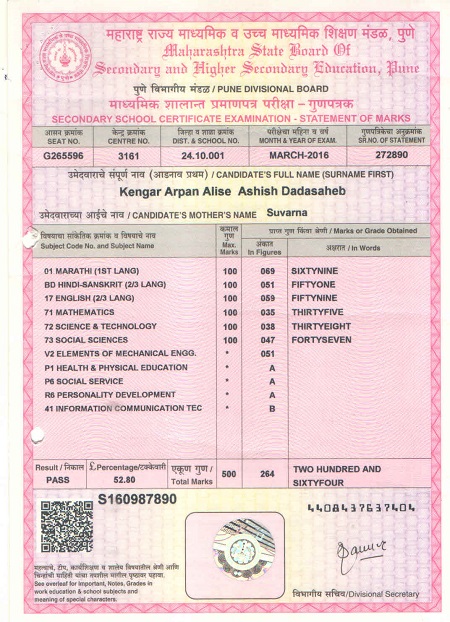 महाराष्ट्र राज्य माध्यमिक व उच्च माध्यमिक शिक्षण मंडळ, पुणे
Maharashtra State Board Of
Secondary and Higher Secondary Education, Pune
पुणे विभागीय मंडळ / PUNE DIVISIONAL BOARD
माध्यमिक शालान्त प्रमाणपत्र परीक्षा – गुणपत्रक
SECONDARY SCHOOL CERTIFICATE EXAMINATION - STATEMENT OF MARKS
आसन क्रमांक केन्द्र क्रमांक जिल्हा व शाळा क्रमांक परीक्षेचा महिना व वर्ष गुणपत्रिकेचा अनुक्रमांक
SEAT NO. CENTRE NO. DIST. & SCHOOL NO. MONTH & YEAR OF EXAM. SR.NO. OF STATEMENT
G265596 3161 24.10.001 MARCH-2016 272890
उमेदवाराचे संपूर्ण नाव (आडनाव प्रथम) / CANDIDATE'S FULL NAME (SURNAME FIRST)
Kengar Arpan Alise Ashish Dadasaheb
उमेदवाराच्या आईचे नाव / CANDIDATE'S MOTHER'S NAME Suvarna
विषयाचा सांकेतिक क्रमांक व विषयाचे नाव
Subject Code No. and Subject Name
कमाल गुण
Max. Marks
प्राप्त गुण किंवा श्रेणी / Marks or Grade Obtained
अंकात
In Figures
अक्षरात / In Words
01 MARATHI (1ST LANG) 100 069 SIXTYNINE
BD HINDI-SANSKRIT (2/3 LANG) 100 051 FIFTYONE
17 ENGLISH (2/3 LANG) 100 059 FIFTYNINE
71 MATHEMATICS 100 035 THIRTYFIVE
72 SCIENCE & TECHNOLOGY 100 038 THIRTYEIGHT
73 SOCIAL SCIENCES 100 047 FORTYSEVEN
V2 ELEMENTS OF MECHANICAL ENGG. * 051
P1 HEALTH & PHYSICAL EDUCATION * A
P6 SOCIAL SERVICE * A
R6 PERSONALITY DEVELOPMENT * A
41 INFORMATION COMMUNICATION TEC * B
Result / निकाल £Percentage/टक्केवारी एकूण गुण / 500 264 TWO HUNDRED AND
PASS 52.80 Total Marks SIXTYFOUR
S160987890
4408437637404
महत्वाचे, टीप, कार्यशिक्षण व शालेय विषयातील श्रेणी आणि
चिन्हांची माहिती यांच्या तपशील मागील पृष्ठावर पहावा.
See overleaf for Important, Notes, Grades in
work education & school subjects and
meaning of special characters.
विभागीय सचिव/Divisional Secretary